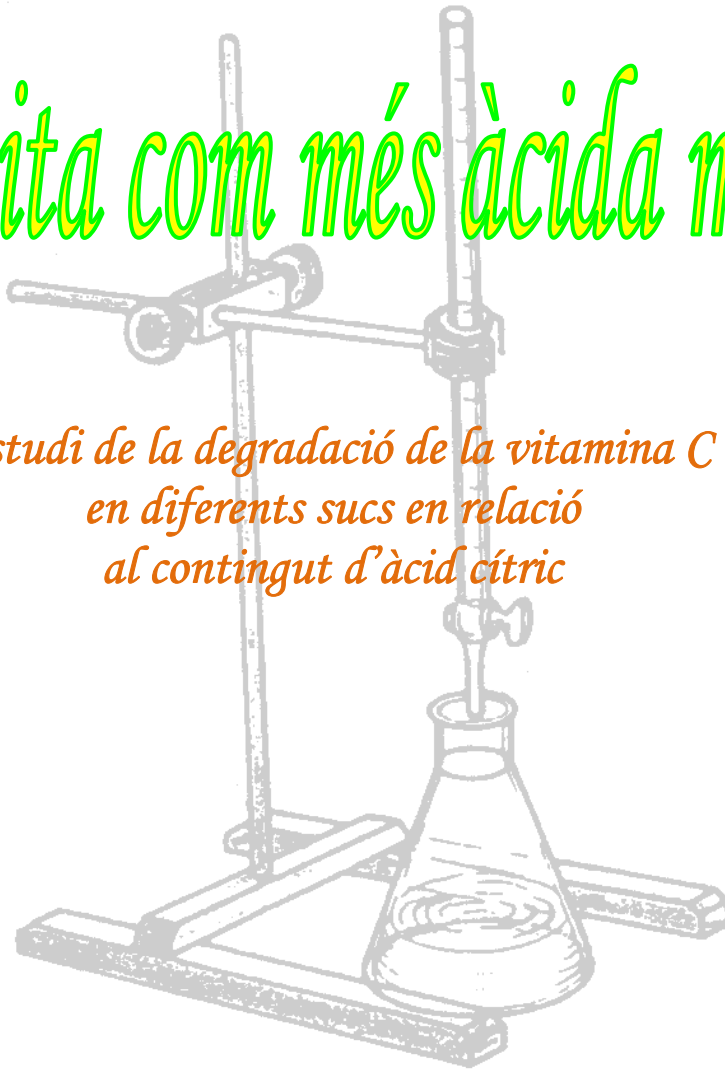 ita com més àcida m
studi de la degradació de la vitamina C
en diferents sucs en relació
al contingut d’àcid cítric